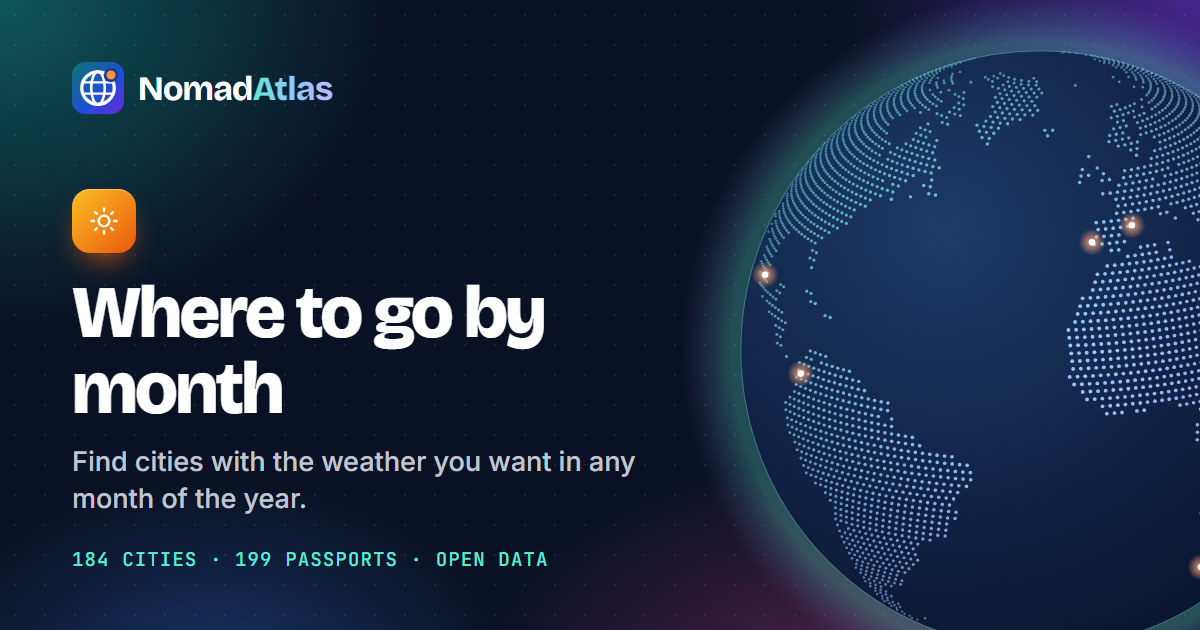 NomadAtlas
Where to go by
month
Find cities with the weather you want in any
month of the year.
184 CITIES · 199 PASSPORTS · OPEN DATA